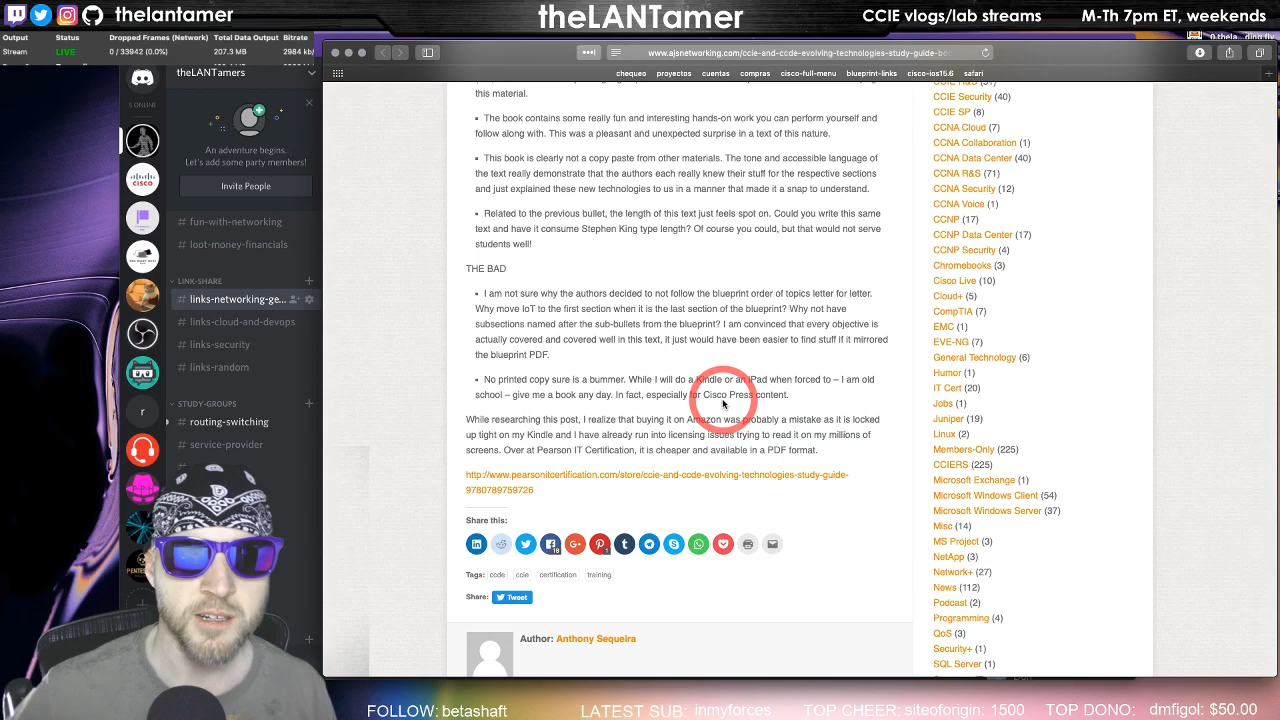 thelantamer
theLANTamer
CCIE vlogs/lab streams
M-Th 7pm ET, weekends
Status
Dropped Frames (Network)
Total Data Output
Bitrate
Stream
LIVE
0 / 33942 (0.0%)
207.3 MB
2984 kb/s
theLANTamers
5 ONLINE
An adventure begins.
Let's add some party members!
Invite People
# fun-with-networking
# loot-money-financials
LINK-SHARE
# links-networking-ge...
# links-cloud-and-devops
# links-security
# links-random
STUDY-GROUPS
# routing-switching
# service-provider
CISCO
r
www.ajsnetworking.com/ccie-and-ccde-evolving-technologies-study-guide-boo
chequeo
proyectos
cuentas
compras
cisco-full-menu
blueprint-links
cisco-ios15.6
safari
this material.
The book contains some really fun and interesting hands-on work you can perform yourself and
follow along with. This was a pleasant and unexpected surprise in a text of this nature.
This book is clearly not a copy paste from other materials. The tone and accessible language of
the text really demonstrate that the authors each really knew their stuff for the respective sections
and just explained these new technologies to us in a manner that made it a snap to understand.
Related to the previous bullet, the length of this text just feels spot on. Could you write this same
text and have it consume Stephen King type length? Of course you could, but that would not serve
students well!
THE BAD
I am not sure why the authors decided to not follow the blueprint order of topics letter for letter.
Why move IoT to the first section when it is the last section of the blueprint? Why not have
subsections named after the sub-bullets from the blueprint? I am convinced that every objective is
actually covered and covered well in this text, it just would have been easier to find stuff if it mirrored
the blueprint PDF.
No printed copy sure is a bummer. While I will do a Kindle or an iPad when forced to – I am old
school – give me a book any day. In fact, especially for Cisco Press content.
While researching this post, I realize that buying it on Amazon was probably a mistake as it is locked
up tight on my Kindle and I have already run into licensing issues trying to read it on my millions of
screens. Over at Pearson IT Certification, it is cheaper and available in a PDF format.
http://www.pearsonitcertification.com/store/ccie-and-ccde-evolving-technologies-study-guide-
9780789759726
Share this:
18
1
Tags: ccde ccie certification training
Share: Tweet
Author: Anthony Sequeira
CCIE Security (40)
CCIE SP (8)
CCNA Cloud (7)
CCNA Collaboration (1)
CCNA Data Center (40)
CCNA R&S (71)
CCNA Security (12)
CCNA Voice (1)
CCNP (17)
CCNP Data Center (17)
CCNP Security (4)
Chromebooks (3)
Cisco Live (10)
Cloud+ (5)
CompTIA (7)
EMC (1)
EVE-NG (7)
General Technology (6)
Humor (1)
IT Cert (20)
Jobs (1)
Juniper (19)
Linux (2)
Members-Only (225)
CCIERS (225)
Microsoft Exchange (1)
Microsoft Windows Client (54)
Microsoft Windows Server (37)
Misc (14)
MS Project (3)
NetApp (3)
Network+ (27)
News (112)
Podcast (2)
Programming (4)
QoS (3)
Security+ (1)
SQL Server (1)
FOLLOW: betashaft
LATEST SUB: inmyforces
TOP CHEER: siteoforigin: 1500
TOP DONO: dmfigol: $50.00